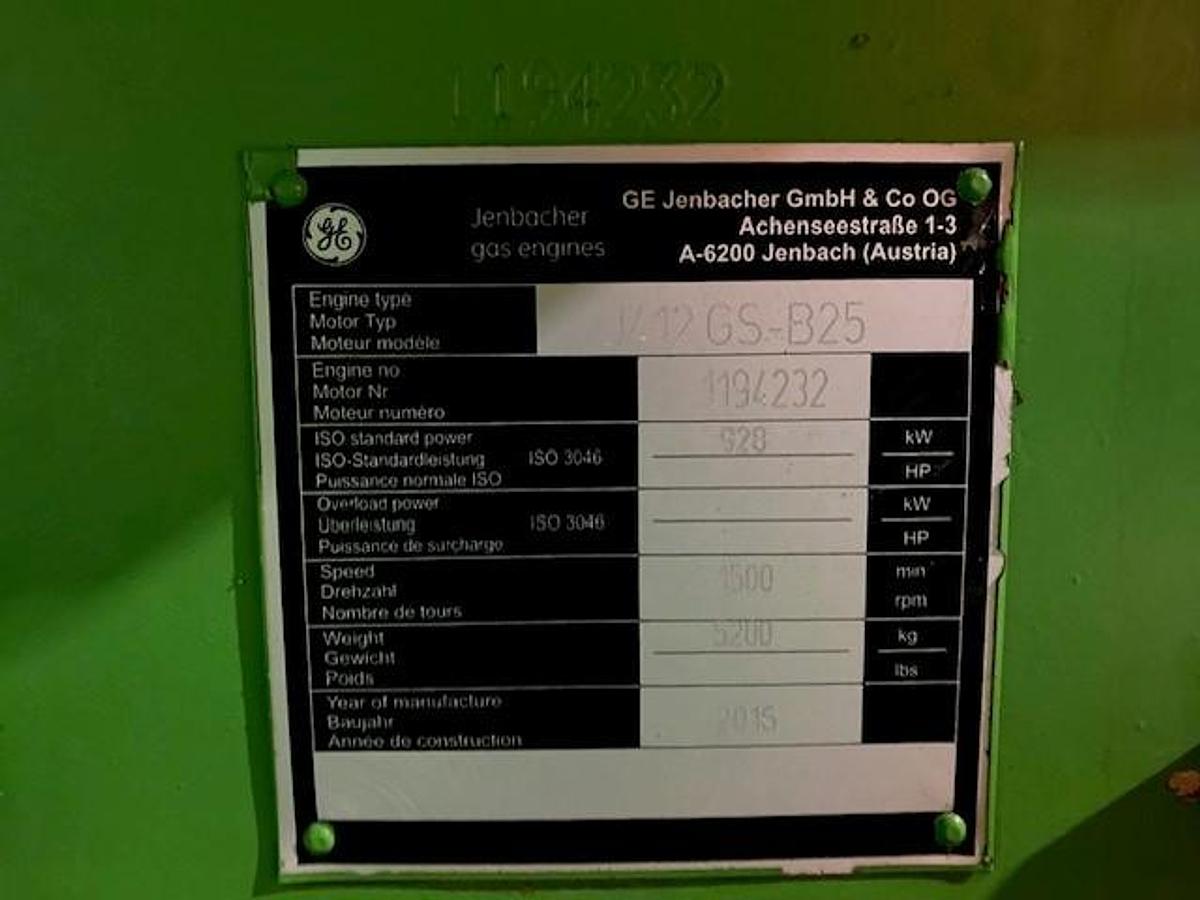 1194232
GE
Jenbacher
gas engines
GE Jenbacher GmbH & Co OG
Achenseestraße 1-3
A-6200 Jenbach (Austria)
Engine type
Motor Typ
Moteur modèle
J412 GS-B25
Engine no
Motor Nr
Moteur numéro
1194232
ISO standard power
ISO-Standardleistung
Puissance normale ISO
ISO 3046
928
kW
HP
Overload power
Überleistung
Puissance de surcharge
ISO 3046
kW
HP
Speed
Drehzahl
Nombre de tours
1500
min
rpm
Weight
Gewicht
Poids
5200
kg
lbs
Year of manufacture
Baujahr
Année de construction
2015